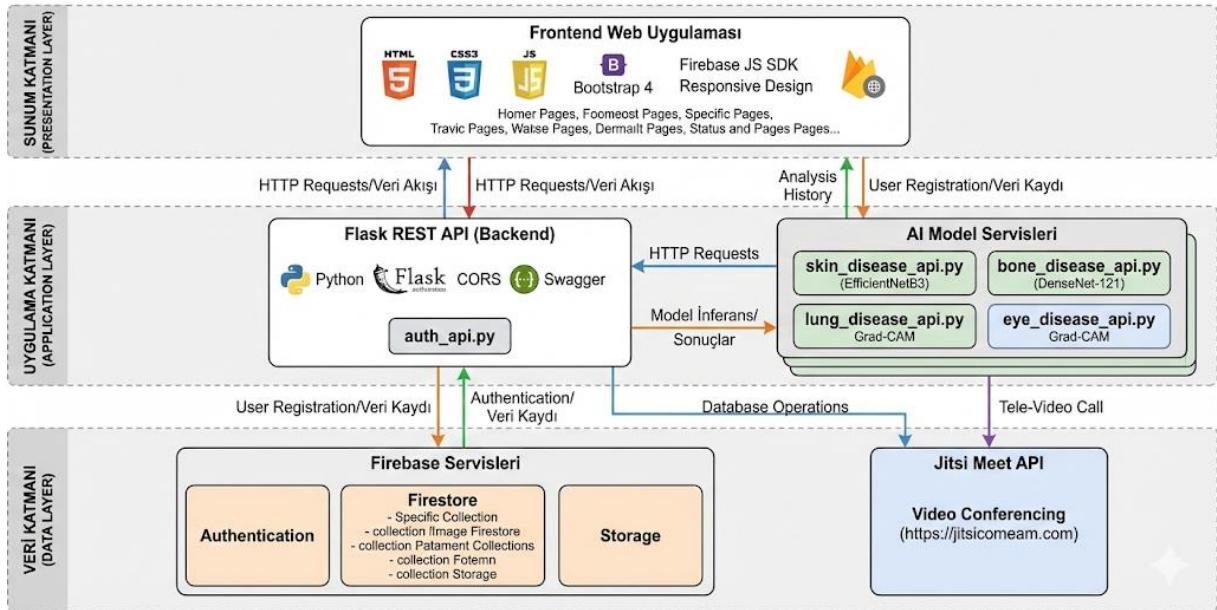 SUNUM KATMANI
(PRESENTATION LAYER)
Frontend Web Uygulaması
HTML
CSS3
JS
Bootstrap 4
Firebase JS SDK
Responsive Design
Homer Pages, Foomeost Pages, Specific Pages,
Travic Pages, Watse Pages, Dermailt Pages, Status and Pages Pages...
HTTP Requests/Veri Akışı
HTTP Requests/Veri Akışı
Analysis
History
User Registration/Veri Kaydı
UYGULAMA KATMANI
(APPLICATION LAYER)
Flask REST API (Backend)
Python
Flask
CORS
Swagger
auth_api.py
HTTP Requests
Model İnferans/
Sonuçlar
AI Model Servisleri
skin_disease_api.py
(EfficientNetB3)
bone_disease_api.py
(DenseNet-121)
lung_disease_api.py
Grad-CAM
eye_disease_api.py
Grad-CAM
User Registration/Veri Kaydı
Authentication/
Veri Kaydı
Database Operations
Tele-Video Call
VERİ KATMANI
(DATA LAYER)
Firebase Servisleri
Authentication
Firestore
- Specific Collection
- collection !Image Firestore
- collection Patament Collections
- collection Fotemn
- collection Storage
Storage
Jitsi Meet API
Video Conferencing
(https://jitsicomeam.com)